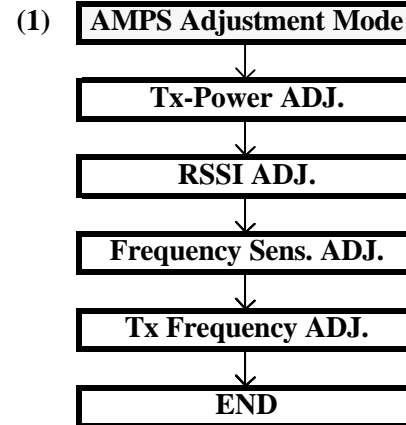 (1) AMPS Adjustment Mode
Tx-Power ADJ.
RSSI ADJ.
Frequency Sens. ADJ.
Tx Frequency ADJ.
END